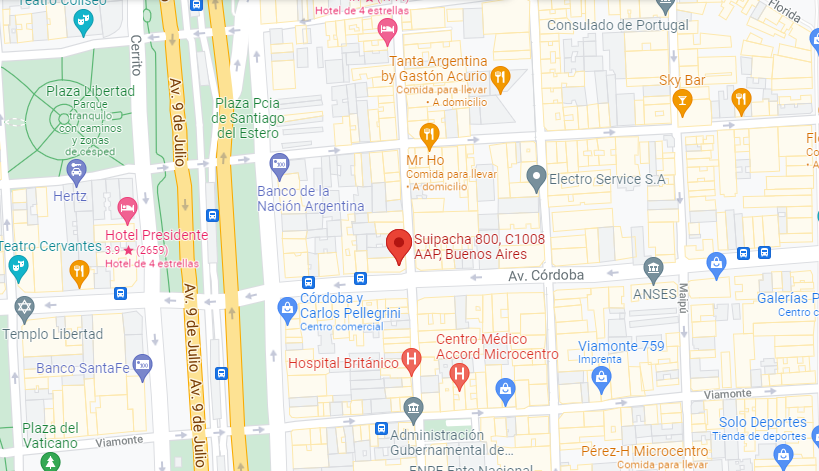 Teatro Coliseo
Hotel de 4 estrellas
Consulado de Portugal
Florida
Cerrito
Av. 9 de Julio
Tanta Argentina
by Gastón Acurio
Comida para llevar
• A domicilio
Sky Bar
Plaza Libertad
Parque
tranquilo
con caminos
y zonas
de césped
Plaza Pcia
de Santiago
del Estero
Mr Ho
Comida para llevar
• A domicilio
Hertz
Banco de la
Nación Argentina
Electro Service S.A
Hotel Presidente
3.9 ★ (2659)
Hotel de 4 estrellas
Suipacha 800, C1008
AAP, Buenos Aires
Teatro Cervantes
Av. Córdoba
ANSES
Maipú
Av. 9 de Julio
Córdoba y
Carlos Pellegrini
Centro comercial
Galerías P
Centro c
Templo Libertad
Centro Médico
Accord Microcentro
Hospital Británico
Viamonte 759
Imprenta
Banco SantaFe
Av. 9 de Julio
Viamonte
Plaza del
Vaticano
Viamonte
Administración
Gubernamental de...
Solo Deportes
Tienda de deportes
Pérez-H Microcentro
Comida para llevar
ENRE Ente Nacional